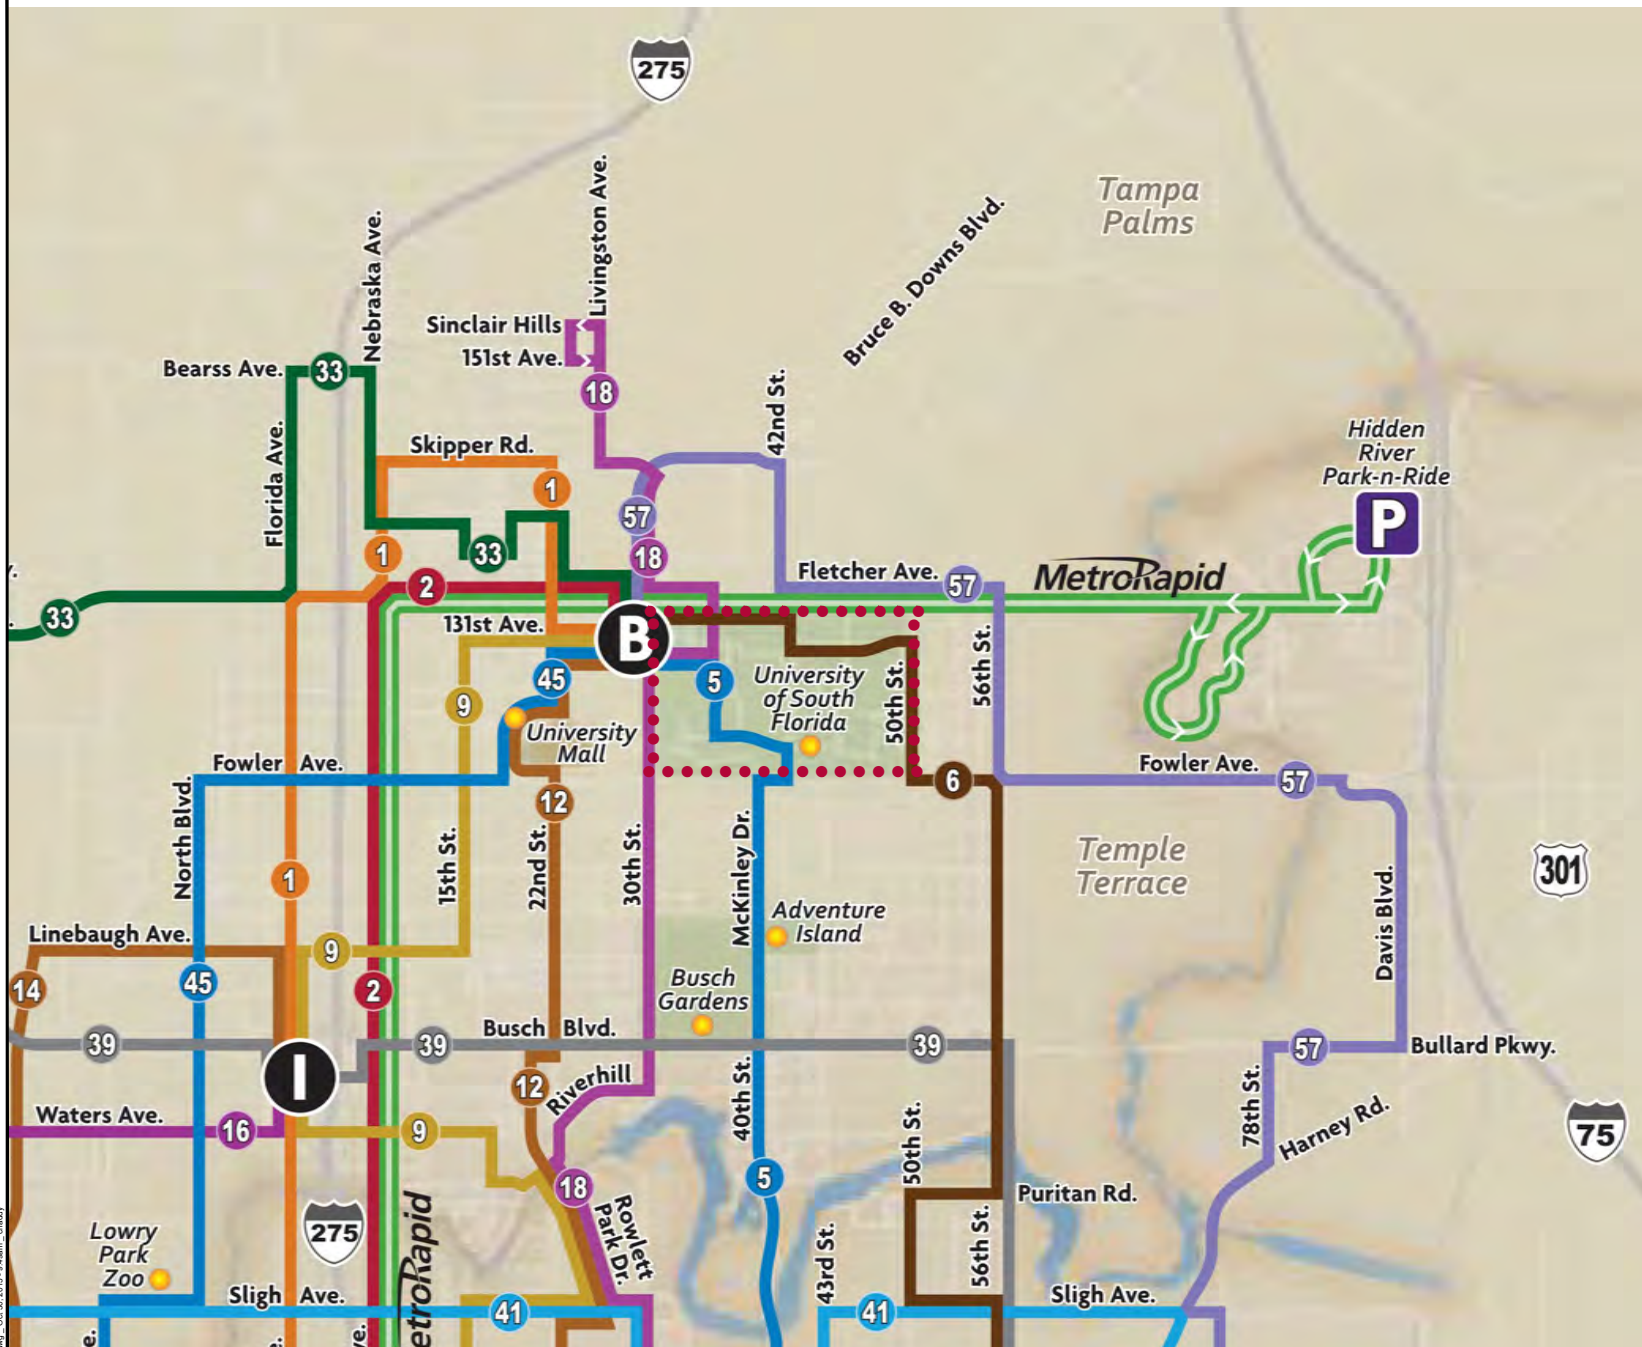 275
Tampa
Palms
Livingston Ave.
Nebraska Ave.
Bruce B. Downs Blvd.
Sinclair Hills
151st Ave.
Bearss Ave.
33
18
42nd St.
Florida Ave.
Skipper Rd.
Hidden
River
Park-n-Ride
P
1
57
1
33
18
2
Fletcher Ave.
57
MetroRapid
33
131st Ave.
B
45
5
University
of South
Florida
50th St.
56th St.
9
University
Mall
Fowler Ave.
6
Fowler Ave.
57
North Blvd.
12
15th St.
22nd St.
30th St.
McKinley Dr.
Temple
Terrace
301
1
Davis Blvd.
Adventure
Island
Linebaugh Ave.
9
14
45
2
Busch
Gardens
39
Busch Blvd.
39
39
57
Bullard Pkwy.
I
12
Riverhill
40th St.
50th St.
78th St.
Harney Rd.
75
Waters Ave.
16
9
5
18
Puritan Rd.
275
Rowlett
Park Dr.
Lowry
Park
Zoo
43rd St.
56th St.
Sligh Ave.
41
41
Sligh Ave.
etroRapid